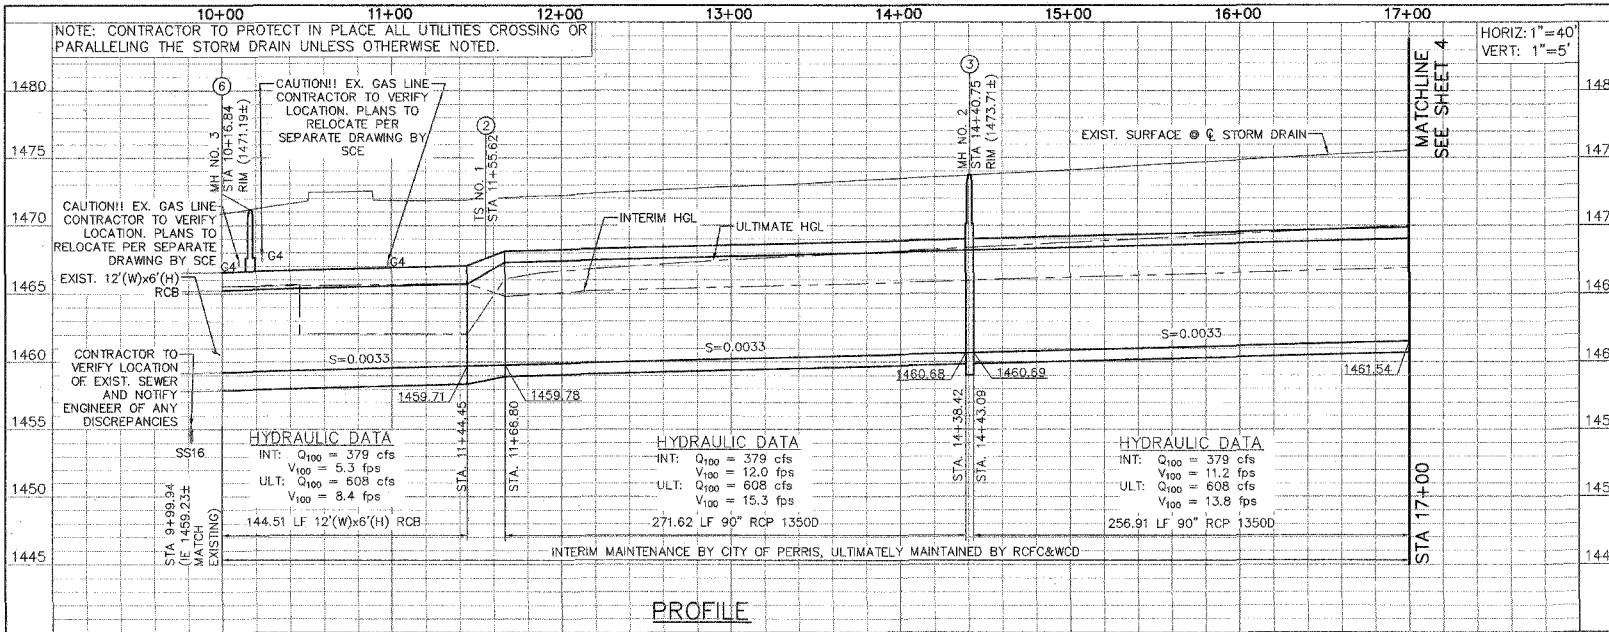 10+00 11+00 12+00 13+00 14+00 15+00 16+00 17+00
NOTE: CONTRACTOR TO PROTECT IN PLACE ALL UTILITIES CROSSING OR
PARALLELING THE STORM DRAIN UNLESS OTHERWISE NOTED.
HORIZ: 1"=40'
VERT: 1"=5'
MATCHLINE
SEE SHEET 4
STA 17+00
1480
1475
1470
1465
1460
1455
1450
1445
148
147
147
146
146
145
145
144
6
MH NO. 3
STA 10+16.84
RIM (1471.19±)
CAUTION!! EX. GAS LINE
CONTRACTOR TO VERIFY
LOCATION. PLANS TO
RELOCATE PER
SEPARATE DRAWING BY
SCE
2
TS NO. 1
STA 11+55.62
3
MH NO. 2
STA 14+40.75
RIM (1473.71±)
EXIST. SURFACE @ ℄ STORM DRAIN
CAUTION!! EX. GAS LINE
CONTRACTOR TO VERIFY
LOCATION. PLANS TO
RELOCATE PER SEPARATE
DRAWING BY SCE
G4
G4
G4
INTERIM HGL
ULTIMATE HGL
EXIST. 12'(W)x6'(H)
RCB
CONTRACTOR TO
VERIFY LOCATION
OF EXIST. SEWER
AND NOTIFY
ENGINEER OF ANY
DISCREPANCIES
SS16
S=0.0033
S=0.0033
S=0.0033
1459.71
1459.78
1460.68
1460.69
1461.54
STA. 11+44.45
STA. 11+66.80
STA. 14+38.42
STA. 14+43.09
STA 9+99.94
(IE 1459.23±
MATCH
EXISTING)
HYDRAULIC DATA
INT: Q100 = 379 cfs
V100 = 5.3 fps
ULT: Q100 = 608 cfs
V100 = 8.4 fps
144.51 LF 12'(W)x6'(H) RCB
HYDRAULIC DATA
INT: Q100 = 379 cfs
V100 = 12.0 fps
ULT: Q100 = 608 cfs
V100 = 15.3 fps
271.62 LF 90" RCP 1350D
HYDRAULIC DATA
INT: Q100 = 379 cfs
V100 = 11.2 fps
ULT: Q100 = 608 cfs
V100 = 13.8 fps
256.91 LF 90" RCP 1350D
INTERIM MAINTENANCE BY CITY OF PERRIS, ULTIMATELY MAINTAINED BY RCFC&WCD
PROFILE